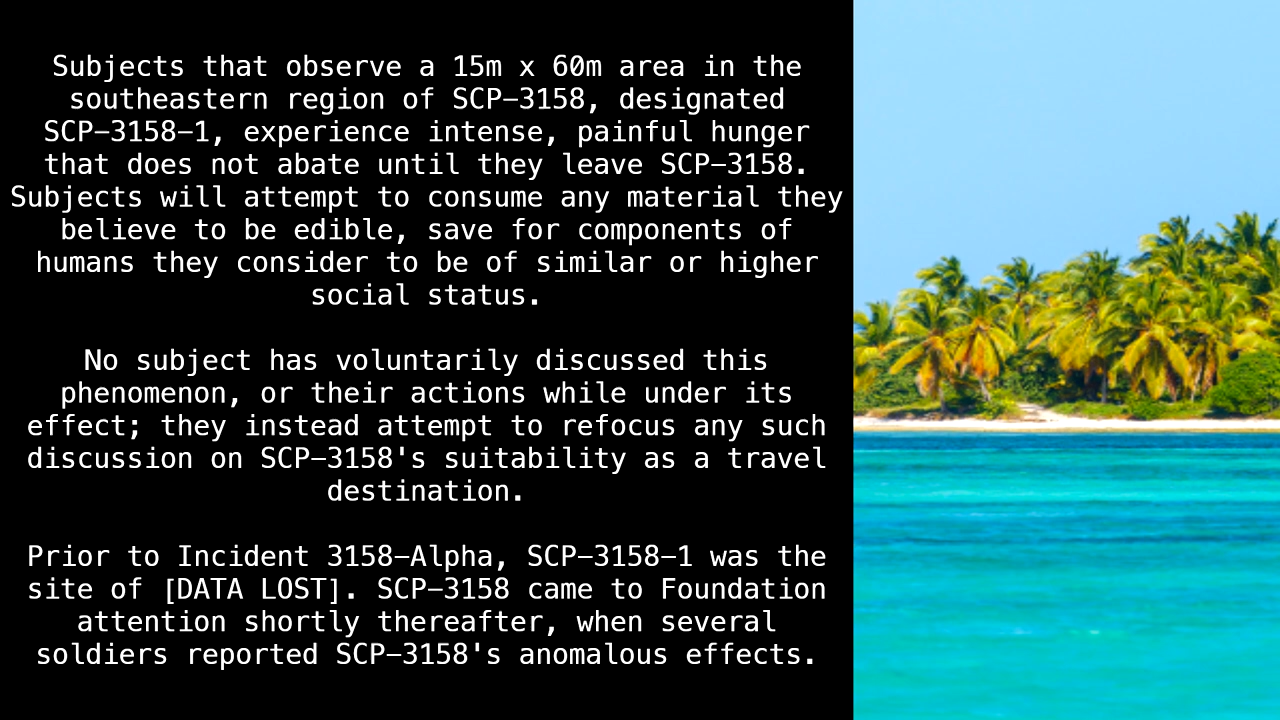 Subjects that observe a 15m x 60m area in the
southeastern region of SCP-3158, designated
SCP-3158-1, experience intense, painful hunger
that does not abate until they leave SCP-3158.
Subjects will attempt to consume any material they
believe to be edible, save for components of
humans they consider to be of similar or higher
social status.
No subject has voluntarily discussed this
phenomenon, or their actions while under its
effect; they instead attempt to refocus any such
discussion on SCP-3158's suitability as a travel
destination.
Prior to Incident 3158-Alpha, SCP-3158-1 was the
site of [DATA LOST]. SCP-3158 came to Foundation
attention shortly thereafter, when several
soldiers reported SCP-3158's anomalous effects.